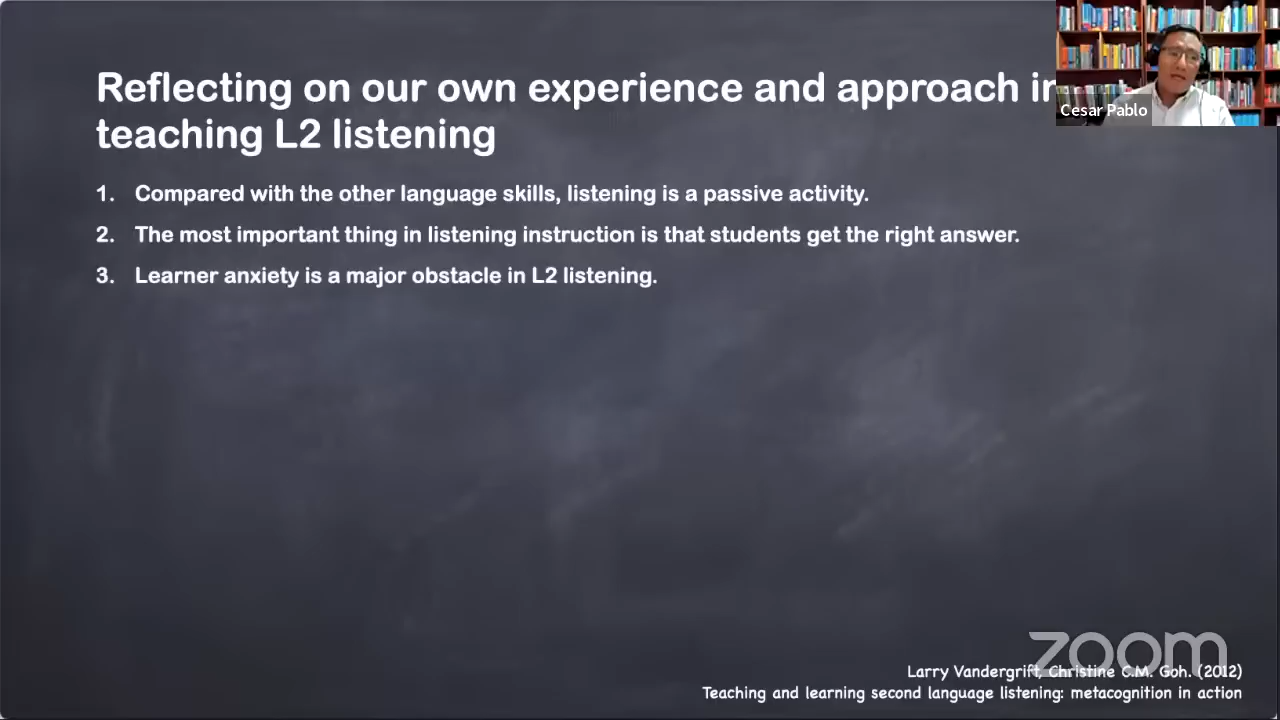 Reflecting on our own experience and approach in
teaching L2 listening
Cesar Pablo
1. Compared with the other language skills, listening is a passive activity.
2. The most important thing in listening instruction is that students get the right answer.
3. Learner anxiety is a major obstacle in L2 listening.
zoom
Larry Vandergrift, Christine C.M. Goh. (2012)
Teaching and learning second language listening: metacognition in action